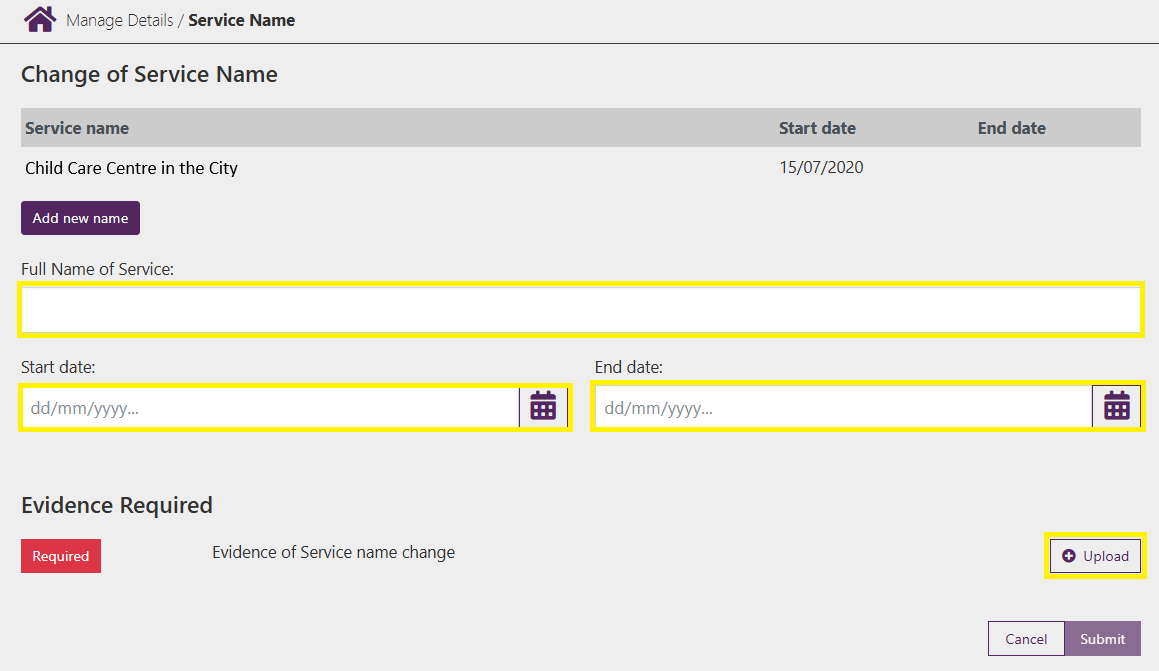 Manage Details / Service Name
Change of Service Name
Service name Start date End date
Child Care Centre in the City 15/07/2020
Add new name
Full Name of Service:
Start date: End date:
dd/mm/yyyy... dd/mm/yyyy...
Evidence Required
Required Evidence of Service name change Upload
Cancel Submit